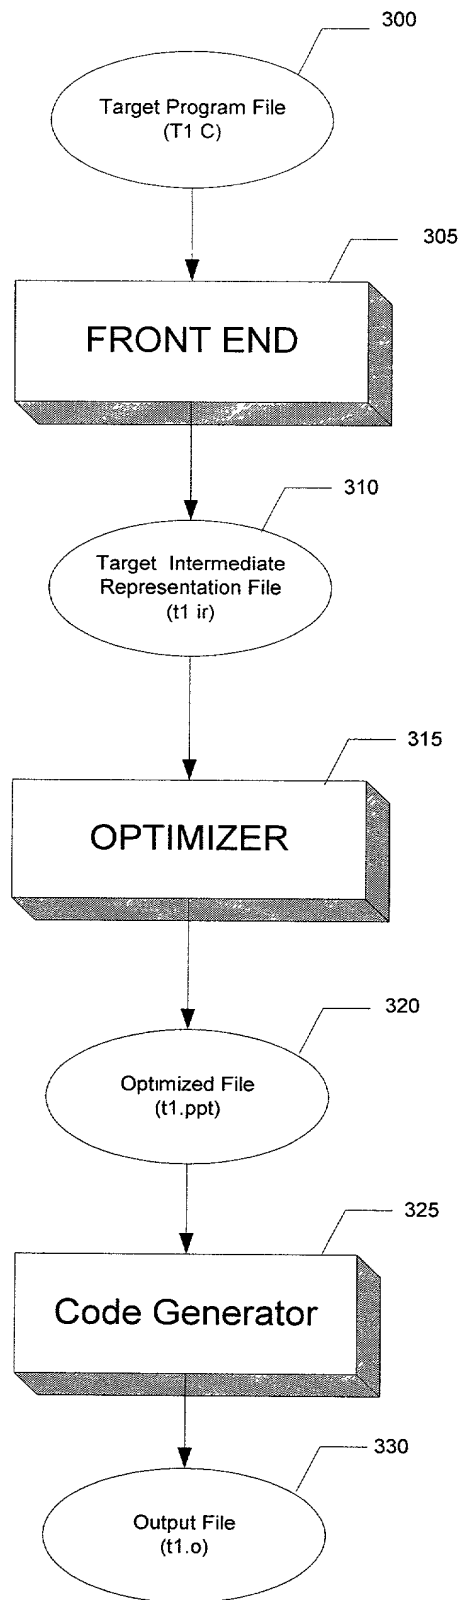 300
Target Program File
(T1 C)
305
FRONT END
310
Target Intermediate
Representation File
(t1 ir)
315
OPTIMIZER
320
Optimized File
(t1.ppt)
325
Code Generator
330
Output File
(t1.o)